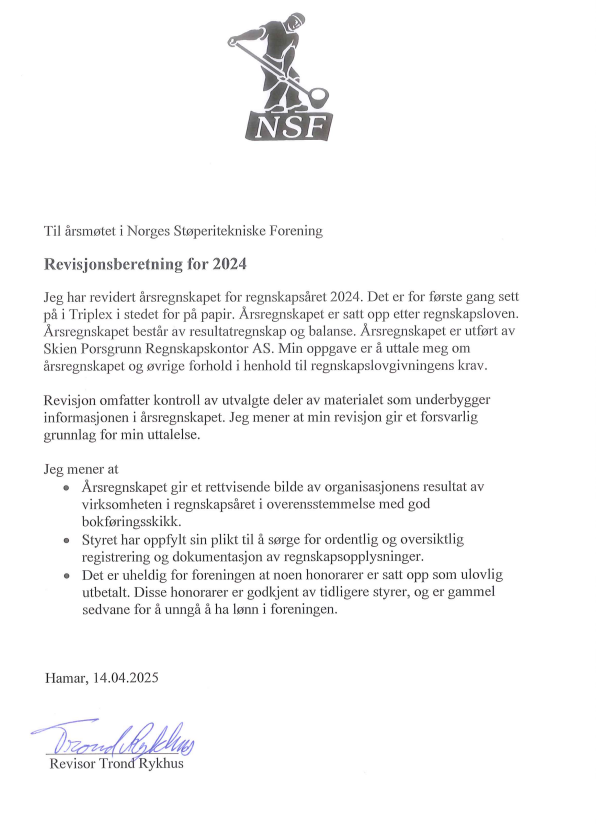 NSF
Til årsmøtet i Norges Støperitekniske Forening
Revisjonsberetning for 2024
Jeg har revidert årsregnskapet for regnskapsåret 2024. Det er for første gang sett
på i Triplex i stedet for på papir. Årsregnskapet er satt opp etter regnskapsloven.
Årsregnskapet består av resultatregnskap og balanse. Årsregnskapet er utført av
Skien Porsgrunn Regnskapskontor AS. Min oppgave er å uttale meg om
årsregnskapet og øvrige forhold i henhold til regnskapslovgivningens krav.
Revisjon omfatter kontroll av utvalgte deler av materialet som underbygger
informasjonen i årsregnskapet. Jeg mener at min revisjon gir et forsvarlig
grunnlag for min uttalelse.
Jeg mener at
• Årsregnskapet gir et rettvisende bilde av organisasjonens resultat av
virksomheten i regnskapsåret i overensstemmelse med god
bokføringsskikk.
• Styret har oppfylt sin plikt til å sørge for ordentlig og oversiktlig
registrering og dokumentasjon av regnskapsopplysninger.
• Det er uheldig for foreningen at noen honorarer er satt opp som ulovlig
utbetalt. Disse honorarer er godkjent av tidligere styrer, og er gammel
sedvane for å unngå å ha lønn i foreningen.
Hamar, 14.04.2025
Trond Rykhus
Revisor Trond Rykhus